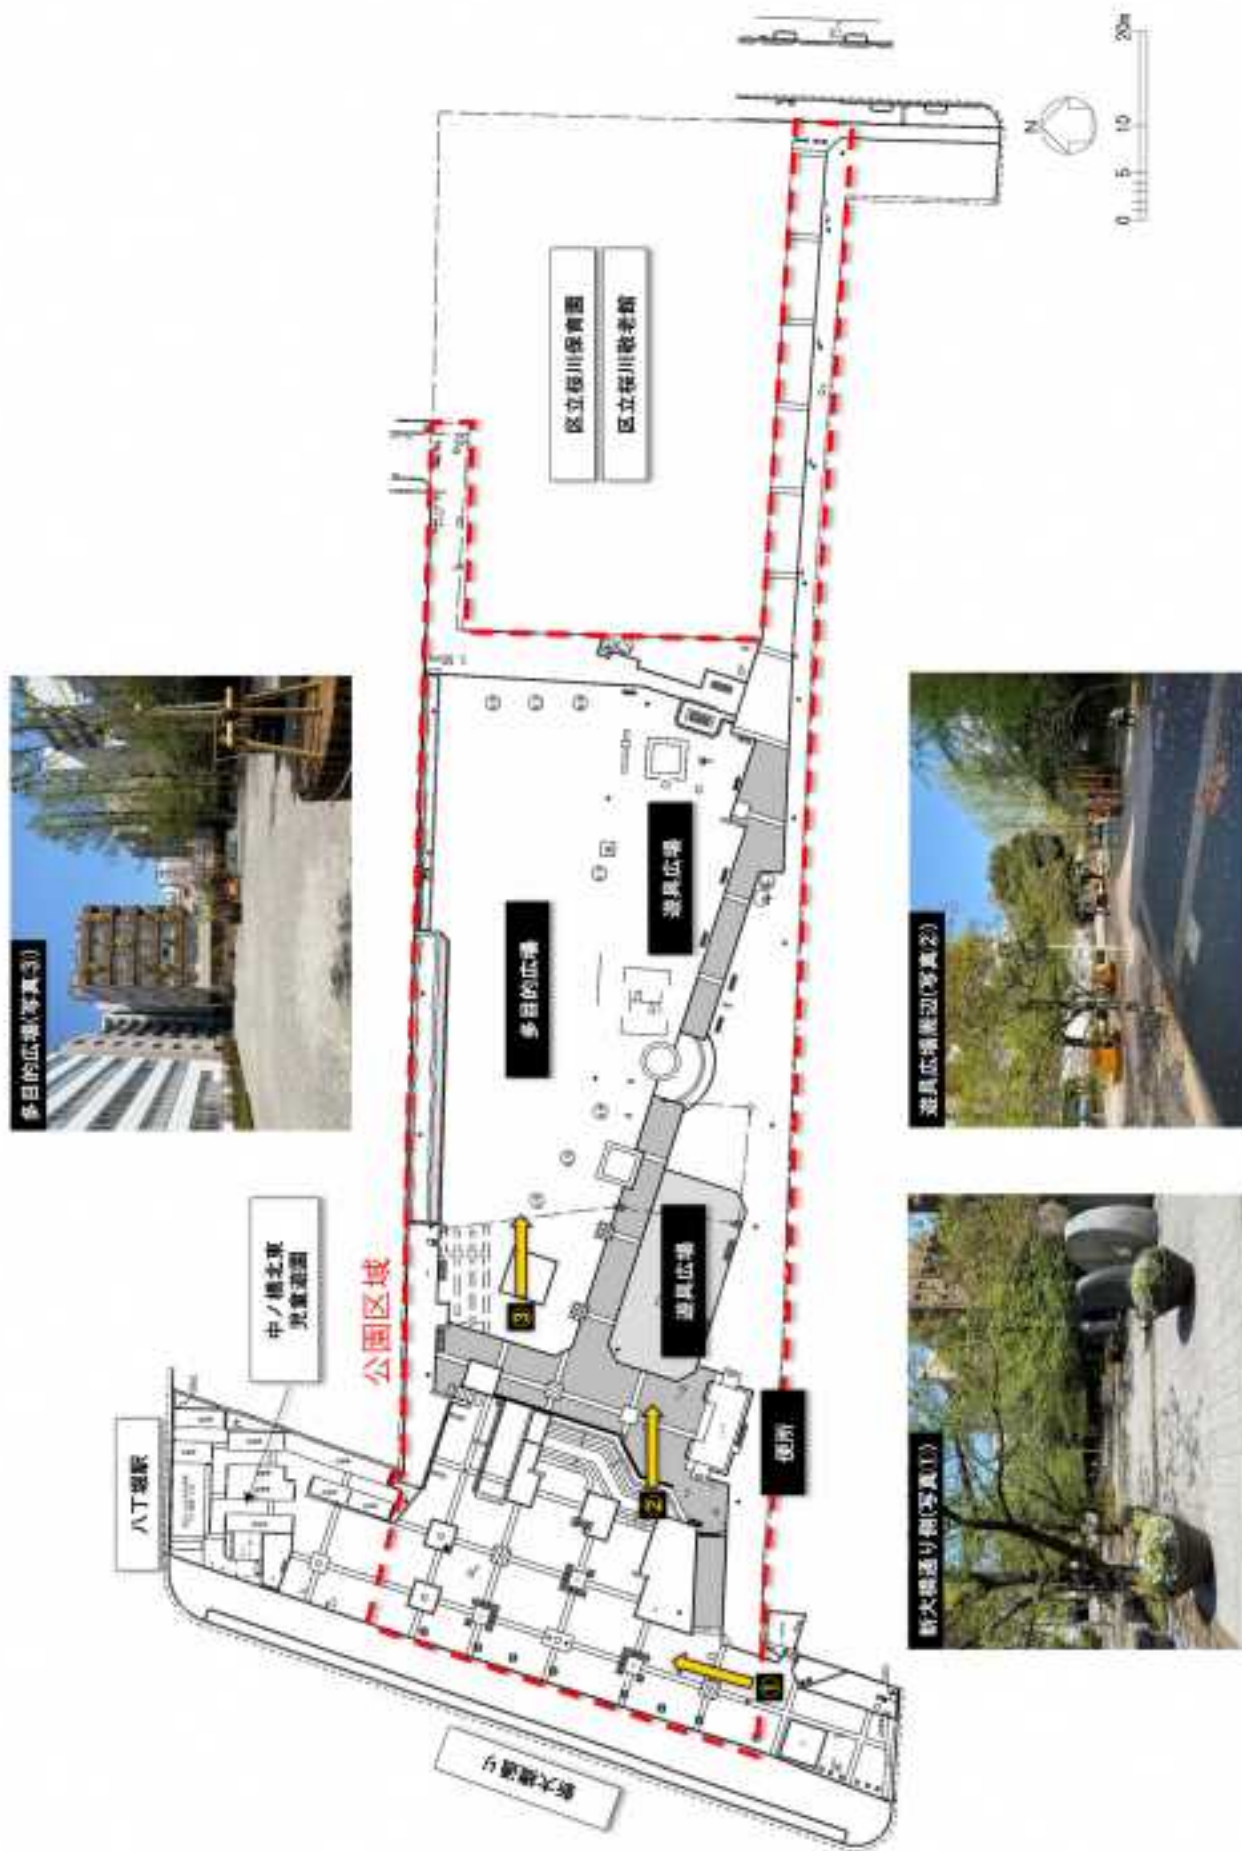 多目的広場(写真③)
八丁堀駅
中ノ橋北東
児童遊園
公園区域
新大橋通り
③
多目的広場
区立桜川保育園
区立桜川敬老館
②
遊具広場
遊具広場
①
便所
新大橋通り側(写真①)
遊具広場周辺(写真②)
N
0 5 10 20m